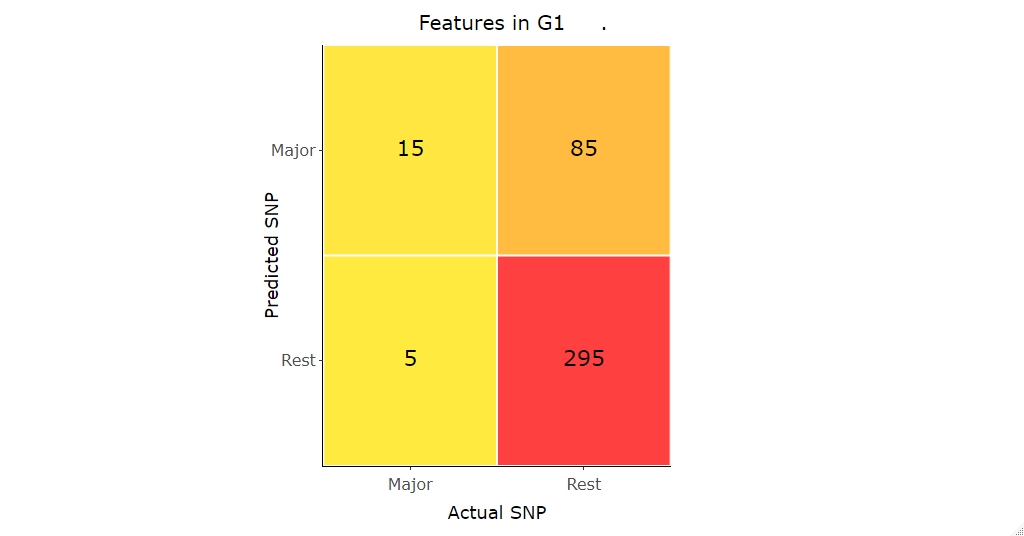 Features in G1 .
Major
15
85
Predicted SNP
Rest
5
295
Major
Rest
Actual SNP